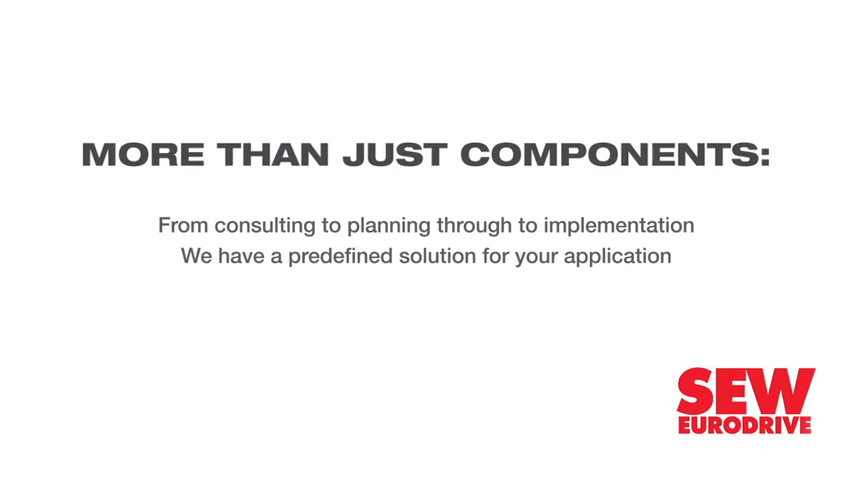 MORE THAN JUST COMPONENTS:
From consulting to planning through to implementation
We have a predefined solution for your application
SEW
EURODRIVE